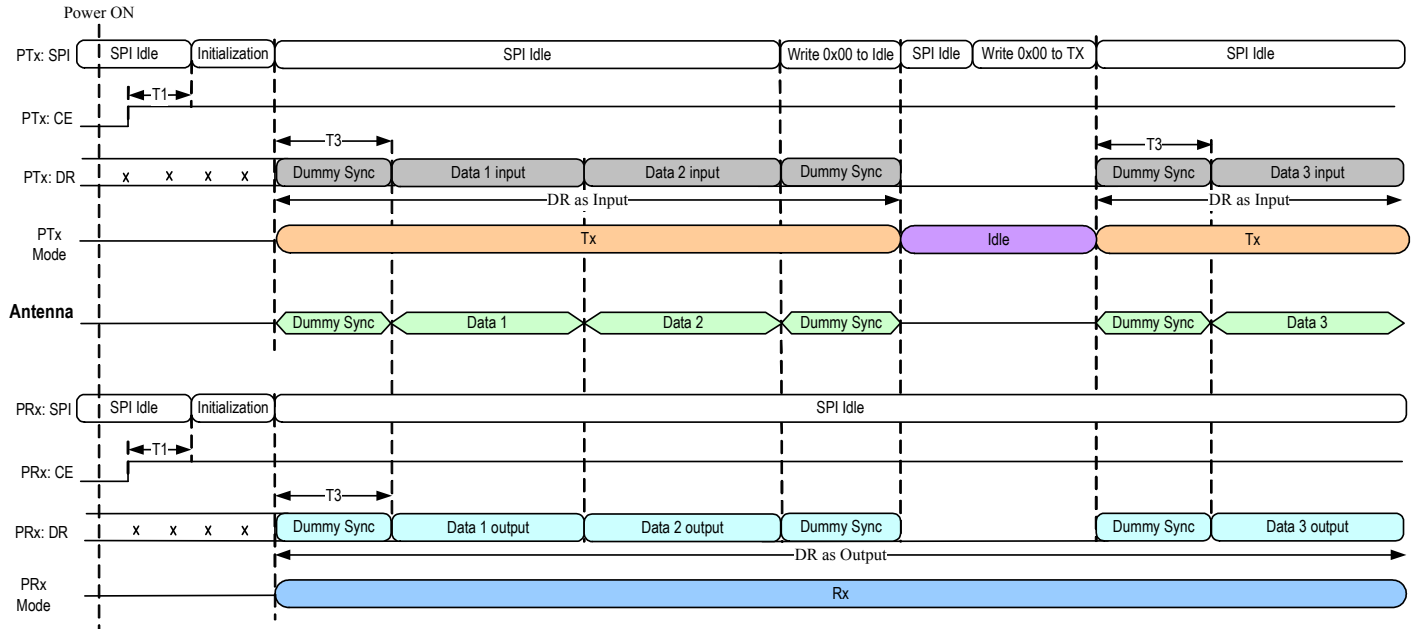 Power ON
PTx: SPI SPI Idle Initialization SPI Idle Write 0x00 to Idle SPI Idle Write 0x00 to TX SPI Idle
T1
PTx: CE
T3 T3
PTx: DR x x x x Dummy Sync Data 1 input Data 2 input Dummy Sync Dummy Sync Data 3 input
DR as Input DR as Input
PTx
Mode
Tx Idle Tx
Antenna
Dummy Sync Data 1 Data 2 Dummy Sync Dummy Sync Data 3
PRx: SPI SPI Idle Initialization SPI Idle
T1
PRx: CE
T3
PRx: DR x x x x Dummy Sync Data 1 output Data 2 output Dummy Sync Dummy Sync Data 3 output
DR as Output
PRx
Mode
Rx